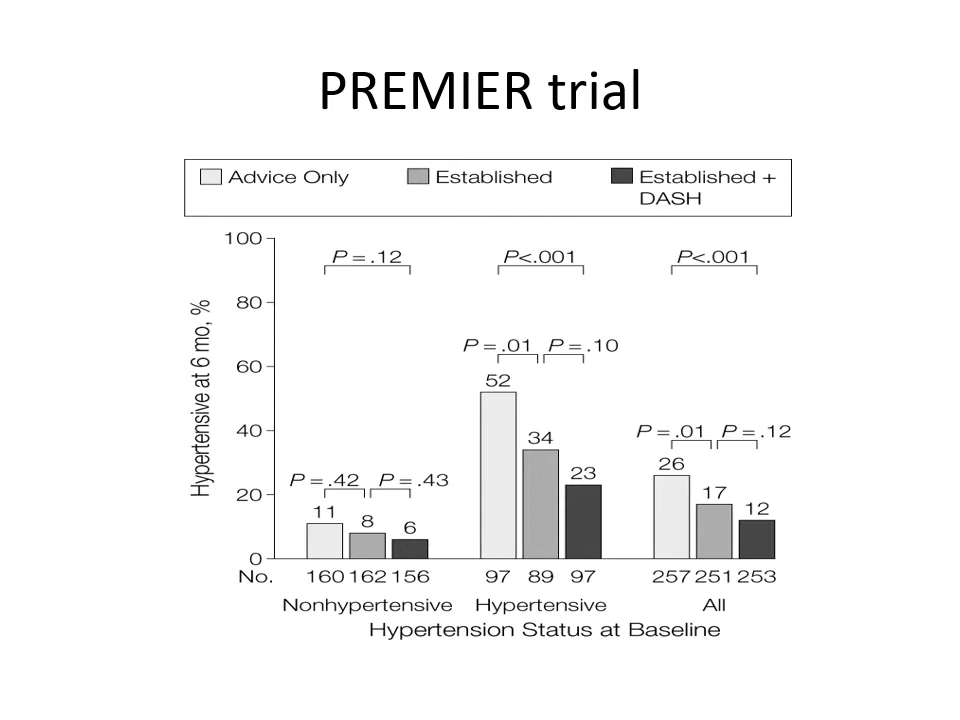 PREMIER trial
Advice Only
Established
Established +
DASH
Hypertensive at 6 mo, %
100
80
60
40
20
0
P = .12
P<.001
P<.001
P = .01 P = .10
52
34
23
P = .01 P = .12
26
17
12
P = .42 P = .43
11
8
6
No. 160 162 156 97 89 97 257 251 253
Nonhypertensive Hypertensive All
Hypertension Status at Baseline